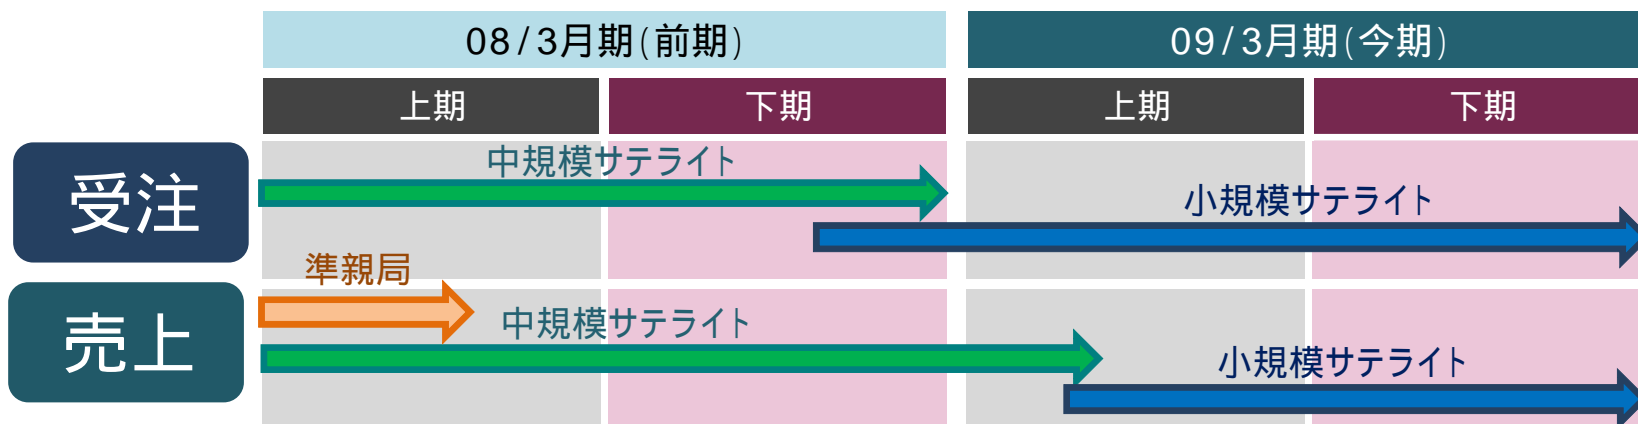 08/3月期(前期)
09/3月期(今期)
上期
下期
上期
下期
受注
中規模サテライト
小規模サテライト
売上
準親局
中規模サテライト
小規模サテライト